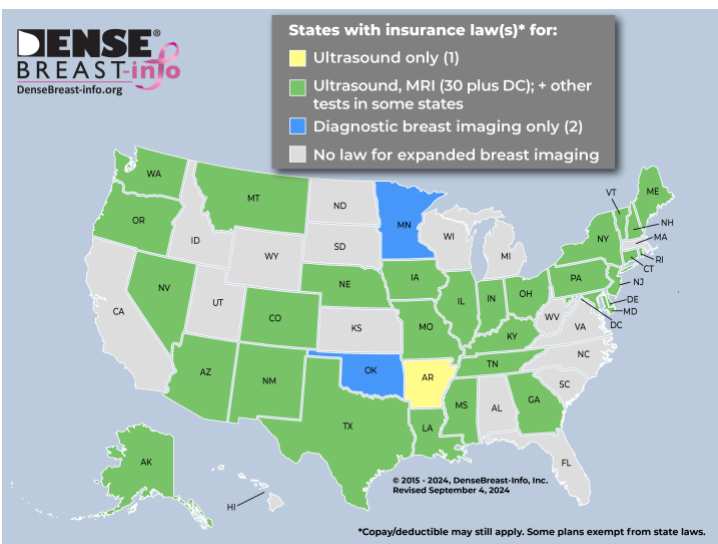 DENSE®
BREAST-info
DenseBreast-info.org
States with insurance law(s)* for:
Ultrasound only (1)
Ultrasound, MRI (30 plus DC); + other
tests in some states
Diagnostic breast imaging only (2)
No law for expanded breast imaging
WA
MT
ND
MN
VT
ME
OR
ID
SD
WI
MI
NY
NH
MA
WY
RI
CT
NV
NE
IA
PA
NJ
UT
IL
IN
OH
DE
MD
CA
CO
KS
MO
WV
VA
DC
KY
NC
AZ
NM
OK
AR
TN
SC
MS
AL
GA
TX
LA
AK
FL
HI
© 2015 - 2024, DenseBreast-Info, Inc.
Revised September 4, 2024
*Copay/deductible may still apply. Some plans exempt from state laws.